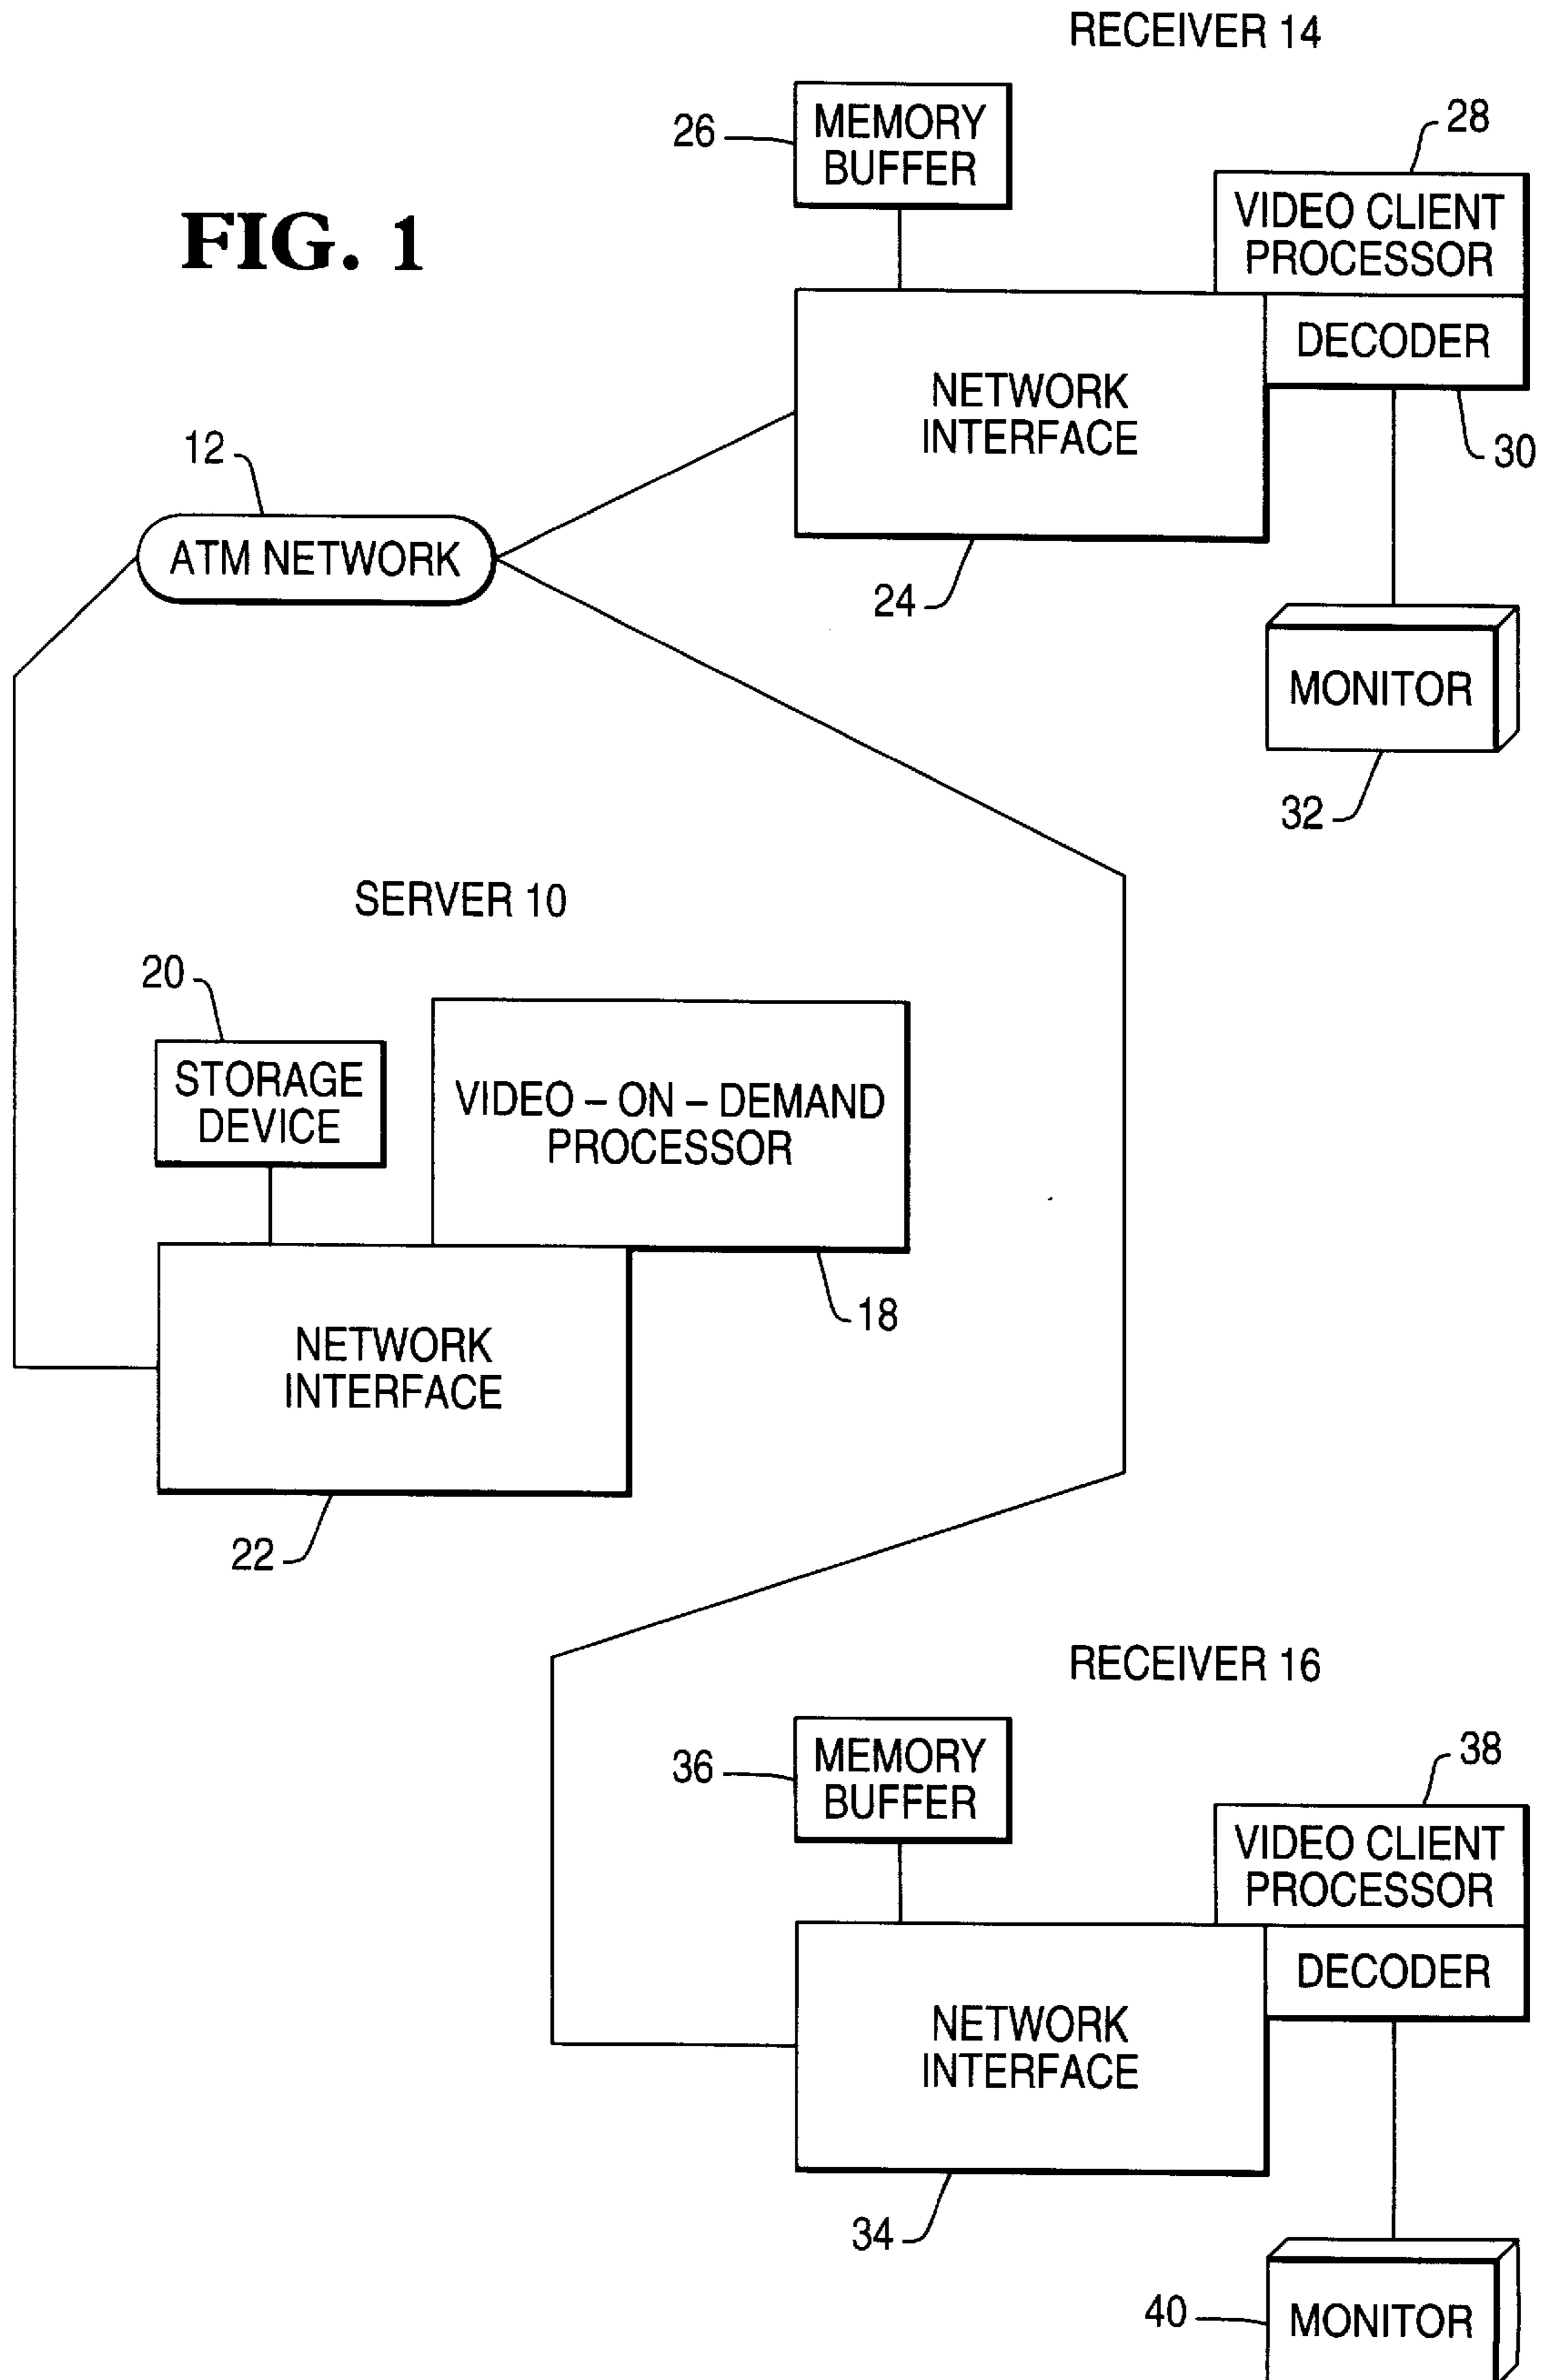 RECEIVER 14
26
MEMORY
BUFFER
28
VIDEO CLIENT
PROCESSOR
FIG. 1
DECODER
NETWORK
INTERFACE
30
12
ATM NETWORK
24
MONITOR
32
SERVER 10
20
STORAGE
DEVICE
VIDEO – ON – DEMAND
PROCESSOR
18
NETWORK
INTERFACE
22
RECEIVER 16
36
MEMORY
BUFFER
38
VIDEO CLIENT
PROCESSOR
DECODER
NETWORK
INTERFACE
34
40
MONITOR